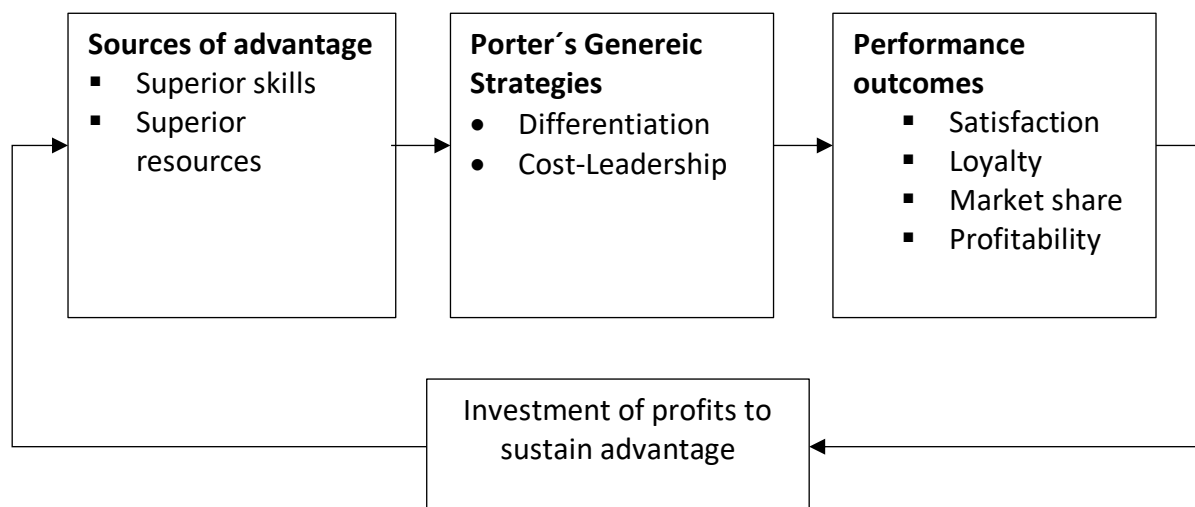 Sources of advantage
▪ Superior skills
▪ Superior
resources
Porter´s Genereic
Strategies
● Differentiation
● Cost-Leadership
Performance
outcomes
▪ Satisfaction
▪ Loyalty
▪ Market share
▪ Profitability
Investment of profits to
sustain advantage